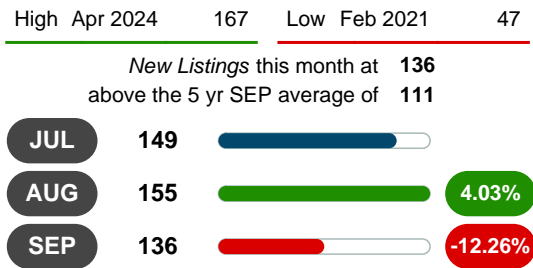 High Apr 2024 167 Low Feb 2021 47
New Listings this month at 136
above the 5 yr SEP average of 111
JUL 149
AUG 155 4.03%
SEP 136 -12.26%